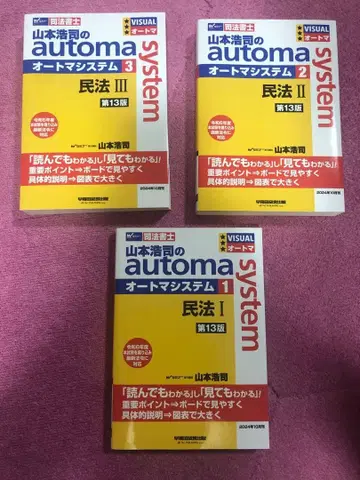 司法書士
山本浩司の
automa
system
VISUAL
オートマ
オートマシステム 3
民法 III
第13版
山本浩司
「読んでもわかる」し「見てもわかる」!
重要ポイント⇒ボードで見やすく
具体的説明⇒図表で大きく
早稲田経営出版
司法書士
山本浩司の
automa
system
VISUAL
オートマ
オートマシステム 2
民法 II
第13版
山本浩司
「読んでもわかる」し「見てもわかる」!
重要ポイント⇒ボードで見やすく
具体的説明⇒図表で大きく
早稲田経営出版
司法書士
山本浩司の
automa
system
VISUAL
オートマ
オートマシステム 1
民法 I
第13版
山本浩司
「読んでもわかる」し「見てもわかる」!
重要ポイント⇒ボードで見やすく
具体的説明⇒図表で大きく
早稲田経営出版